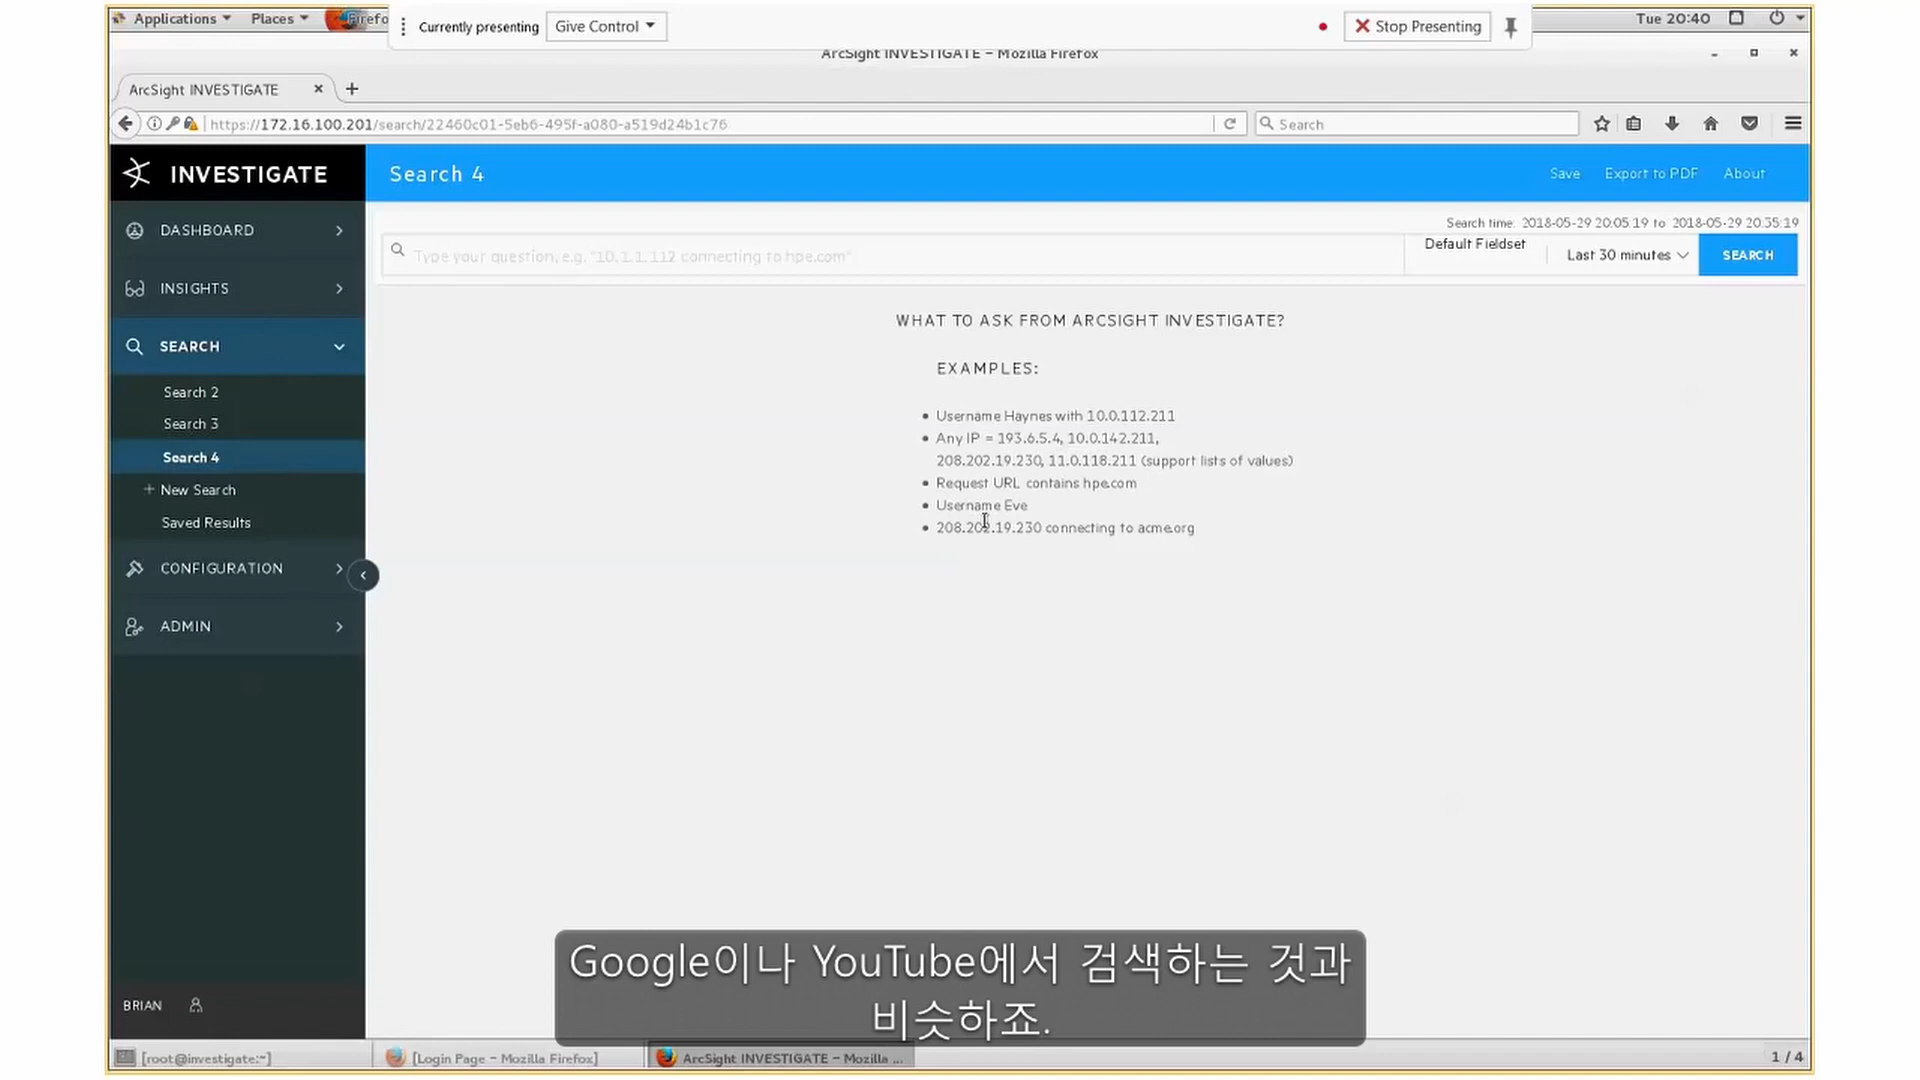 Applications
Places
Firefo
Currently presenting
Give Control
Stop Presenting
Tue 20:40
ArcSight INVESTIGATE - Mozilla Firefox
ArcSight INVESTIGATE
https://172.16.100.201/search/22460c01-5eb6-495f-a080-a519d24b1c76
Search
INVESTIGATE
Search 4
Save
Export to PDF
About
DASHBOARD
INSIGHTS
SEARCH
Search 2
Search 3
Search 4
+ New Search
Saved Results
CONFIGURATION
ADMIN
BRIAN
Search time: 2018-05-29 20:05:19 to 2018-05-29 20:35:19
Type your question, e.g. "10.1.1.112 connecting to hpe.com"
Default Fieldset
Last 30 minutes
SEARCH
WHAT TO ASK FROM ARCSIGHT INVESTIGATE?
EXAMPLES:
• Username Haynes with 10.0.112.211
• Any IP = 193.6.5.4, 10.0.142.211,
208.202.19.230, 11.0.118.211 (support lists of values)
• Request URL contains hpe.com
• Username Eve
• 208.202.19.230 connecting to acme.org
Google이나 YouTube에서 검색하는 것과
비슷하죠.
[root@investigate:~]
[Login Page - Mozilla Firefox]
ArcSight INVESTIGATE - Mozilla ...
1 / 4